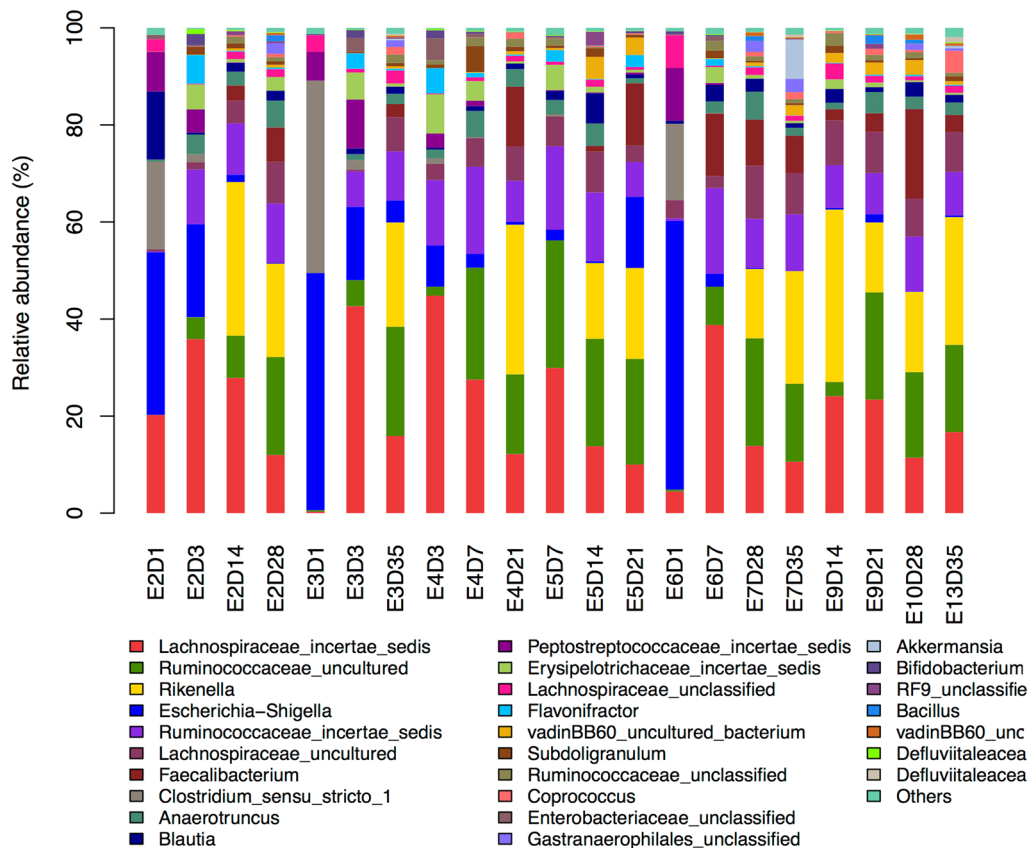 Relative abundance (%)
100
80
60
40
20
0
E2D1
E2D3
E2D14
E2D28
E3D1
E3D3
E3D35
E4D3
E4D7
E4D21
E5D7
E5D14
E5D21
E6D1
E6D7
E7D28
E7D35
E9D14
E9D21
E10D28
E13D35
Lachnospiraceae_incertae_sedis
Ruminococcaceae_uncultured
Rikenella
Escherichia−Shigella
Ruminococcaceae_incertae_sedis
Lachnospiraceae_uncultured
Faecalibacterium
Clostridium_sensu_stricto_1
Anaerotruncus
Blautia
Peptostreptococcaceae_incertae_sedis
Erysipelotrichaceae_incertae_sedis
Lachnospiraceae_unclassified
Flavonifractor
vadinBB60_uncultured_bacterium
Subdoligranulum
Ruminococcaceae_unclassified
Coprococcus
Enterobacteriaceae_unclassified
Gastranaerophilales_unclassified
Akkermansia
Bifidobacterium
RF9_unclassifie
Bacillus
vadinBB60_unc
Defluviitaleacea
Defluviitaleacea
Others